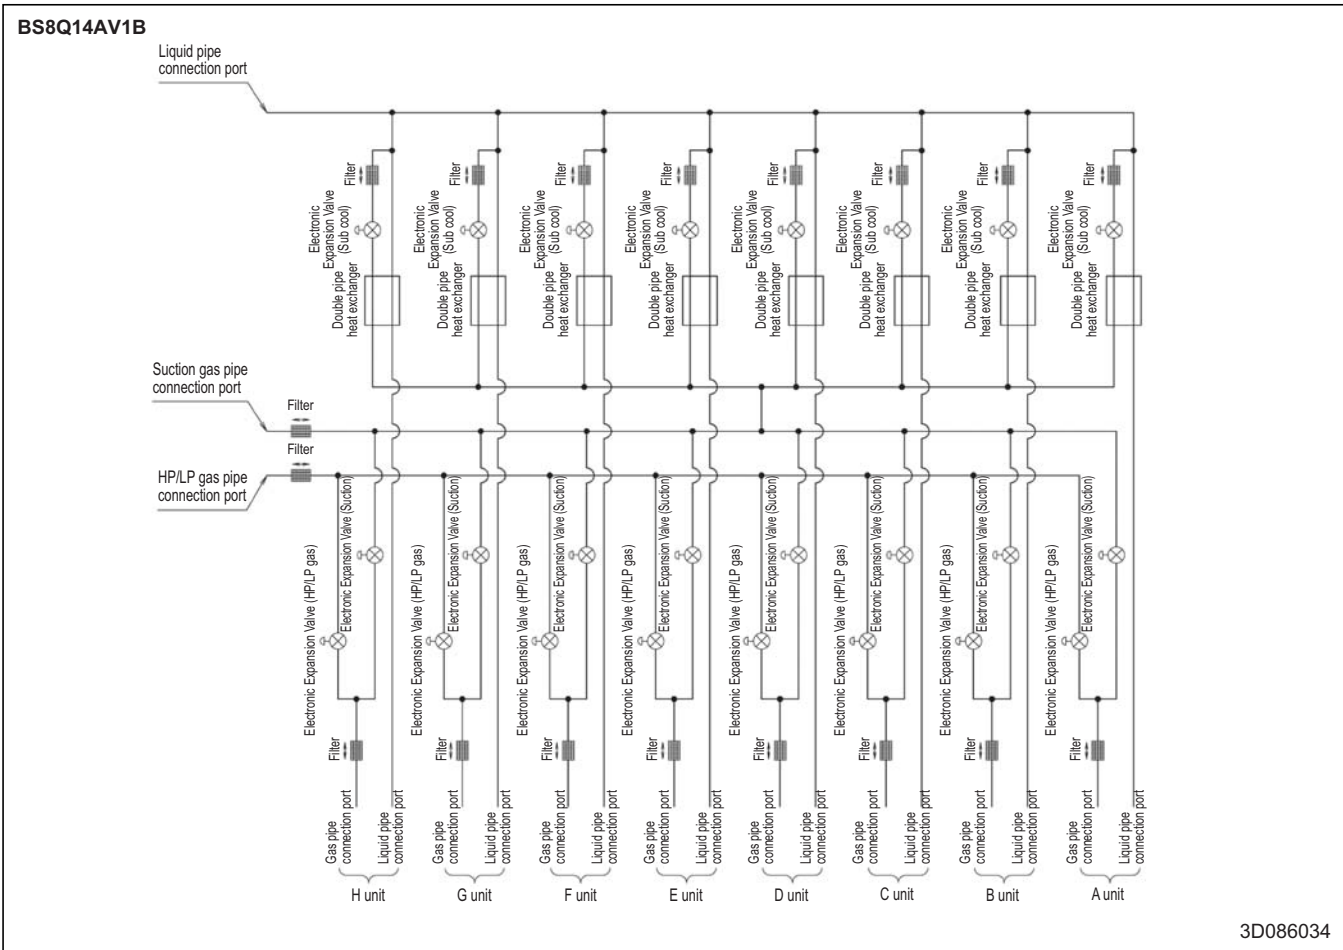 BS8Q14AV1B
Liquid pipe
connection port
Filter
Filter
Filter
Filter
Filter
Filter
Filter
Filter
Electronic
Expansion Valve
(Sub cool)
Electronic
Expansion Valve
(Sub cool)
Electronic
Expansion Valve
(Sub cool)
Electronic
Expansion Valve
(Sub cool)
Electronic
Expansion Valve
(Sub cool)
Electronic
Expansion Valve
(Sub cool)
Electronic
Expansion Valve
(Sub cool)
Electronic
Expansion Valve
(Sub cool)
Double pipe
heat exchanger
Double pipe
heat exchanger
Double pipe
heat exchanger
Double pipe
heat exchanger
Double pipe
heat exchanger
Double pipe
heat exchanger
Double pipe
heat exchanger
Double pipe
heat exchanger
Suction gas pipe
connection port
Filter
Filter
HP/LP gas pipe
connection port
Electronic Expansion Valve (HP/LP gas)
Electronic Expansion Valve (Suction)
Electronic Expansion Valve (HP/LP gas)
Electronic Expansion Valve (Suction)
Electronic Expansion Valve (HP/LP gas)
Electronic Expansion Valve (Suction)
Electronic Expansion Valve (HP/LP gas)
Electronic Expansion Valve (Suction)
Electronic Expansion Valve (HP/LP gas)
Electronic Expansion Valve (Suction)
Electronic Expansion Valve (HP/LP gas)
Electronic Expansion Valve (Suction)
Electronic Expansion Valve (HP/LP gas)
Electronic Expansion Valve (Suction)
Electronic Expansion Valve (HP/LP gas)
Electronic Expansion Valve (Suction)
Filter
Filter
Filter
Filter
Filter
Filter
Filter
Filter
Gas pipe
connection port
Liquid pipe
connection port
Gas pipe
connection port
Liquid pipe
connection port
Gas pipe
connection port
Liquid pipe
connection port
Gas pipe
connection port
Liquid pipe
connection port
Gas pipe
connection port
Liquid pipe
connection port
Gas pipe
connection port
Liquid pipe
connection port
Gas pipe
connection port
Liquid pipe
connection port
Gas pipe
connection port
Liquid pipe
connection port
H unit
G unit
F unit
E unit
D unit
C unit
B unit
A unit
3D086034